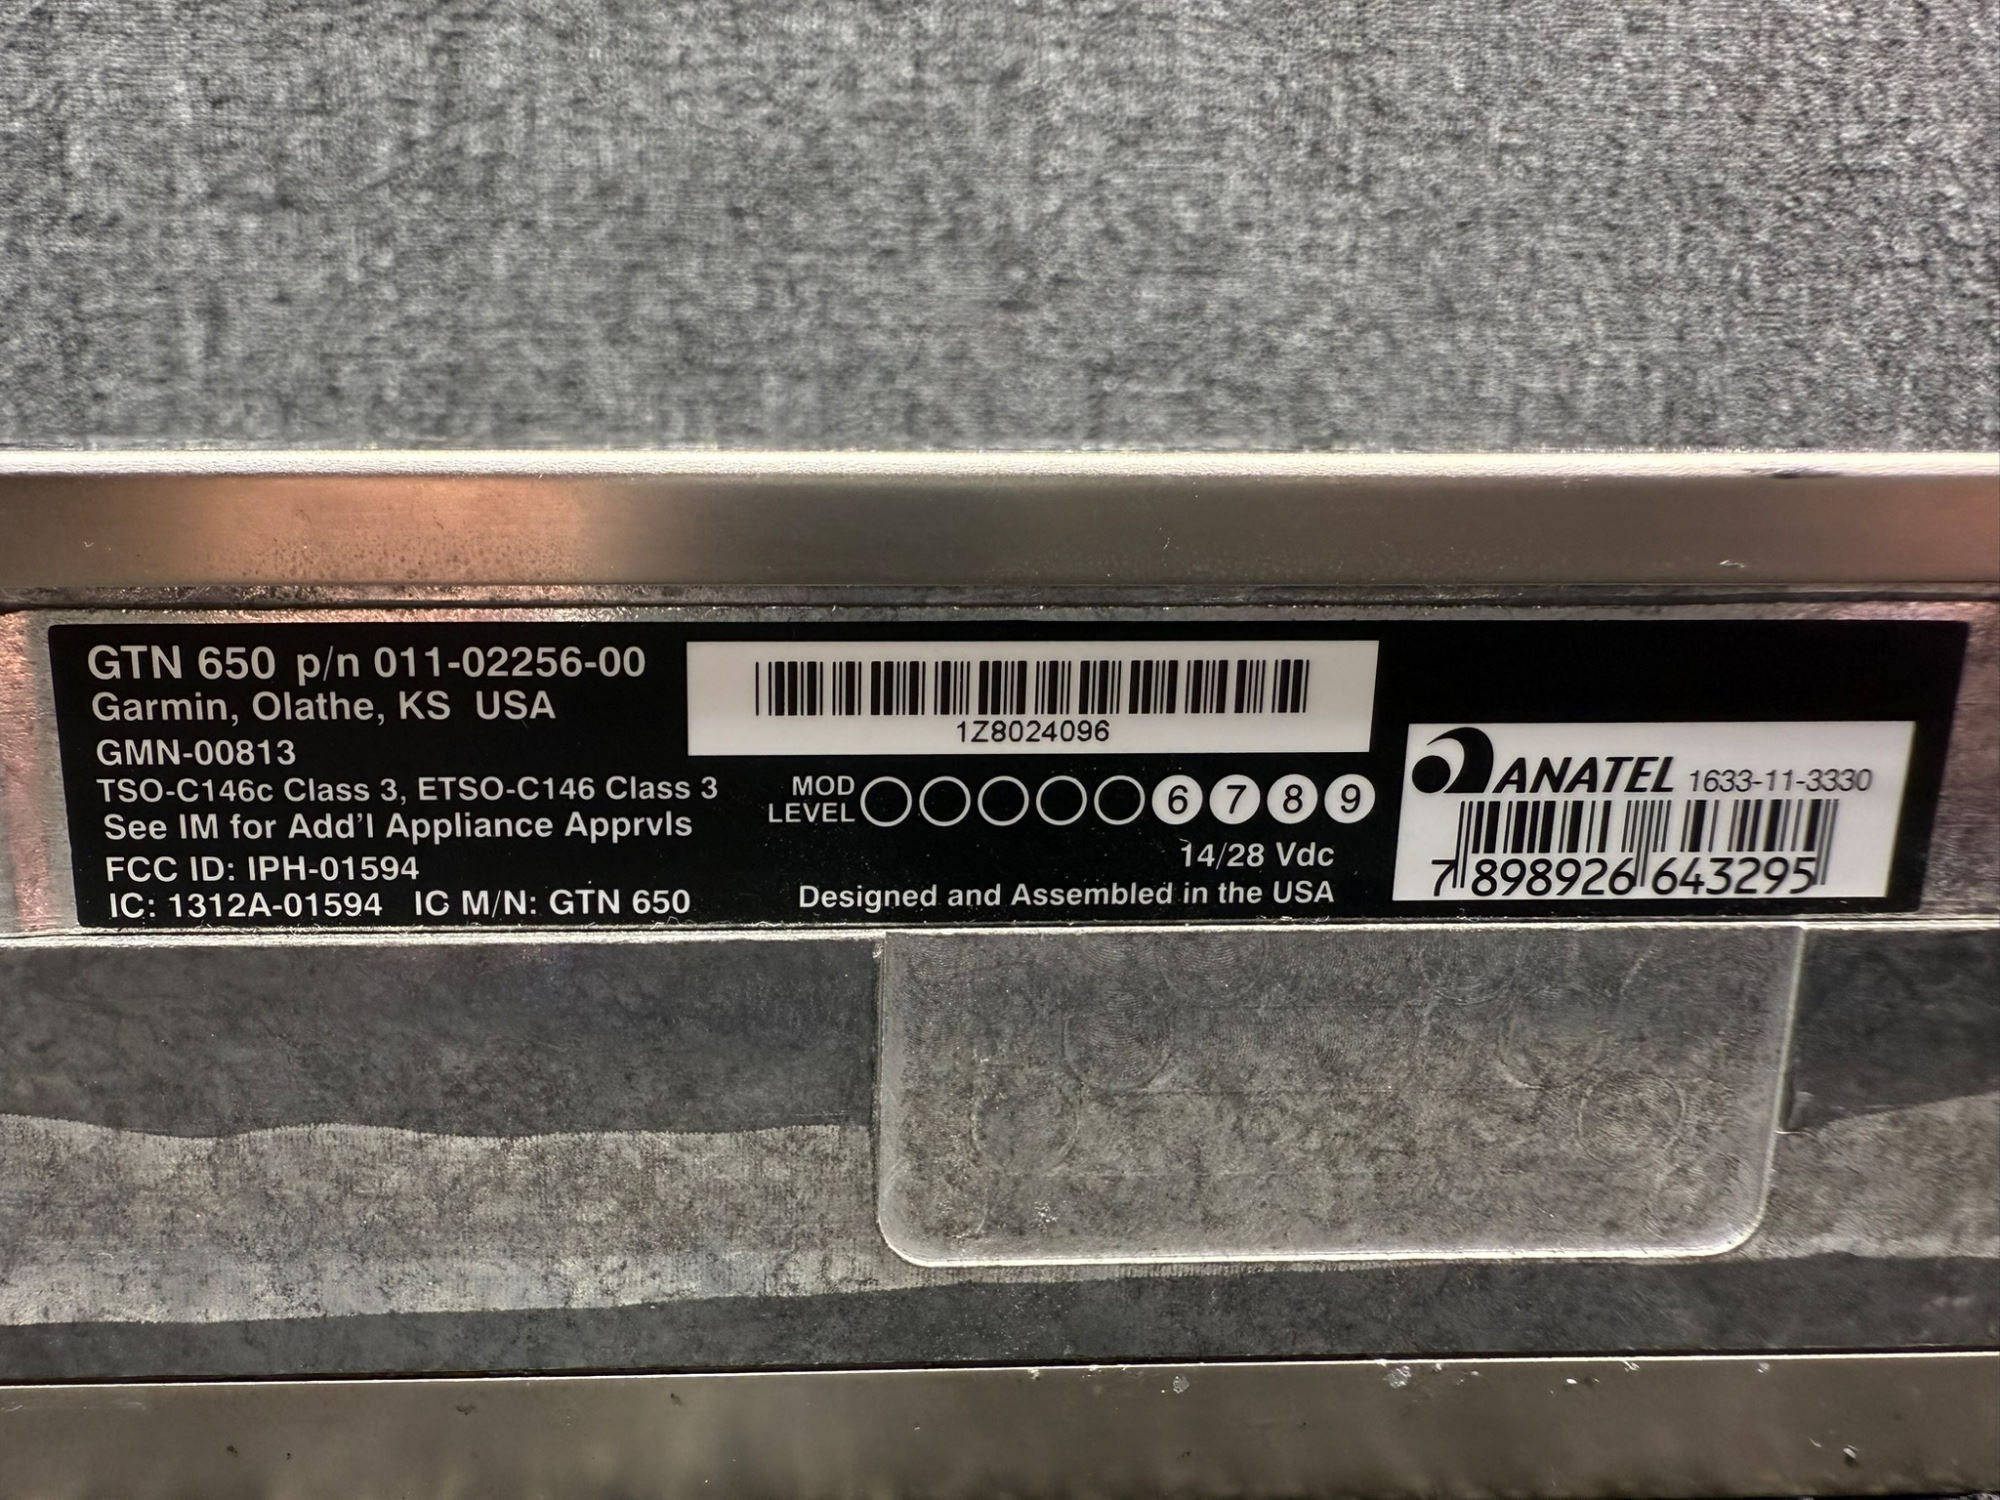 GTN 650 p/n 011-02256-00
Garmin, Olathe, KS USA
GMN-00813
TSO-C146c Class 3, ETSO-C146 Class 3
See IM for Add'l Appliance Apprvls
FCC ID: IPH-01594
IC: 1312A-01594 IC M/N: GTN 650
1Z8024096
MOD
LEVEL 6 7 8 9
14/28 Vdc
Designed and Assembled in the USA
ANATEL 1633-11-3330
7 898926 643295